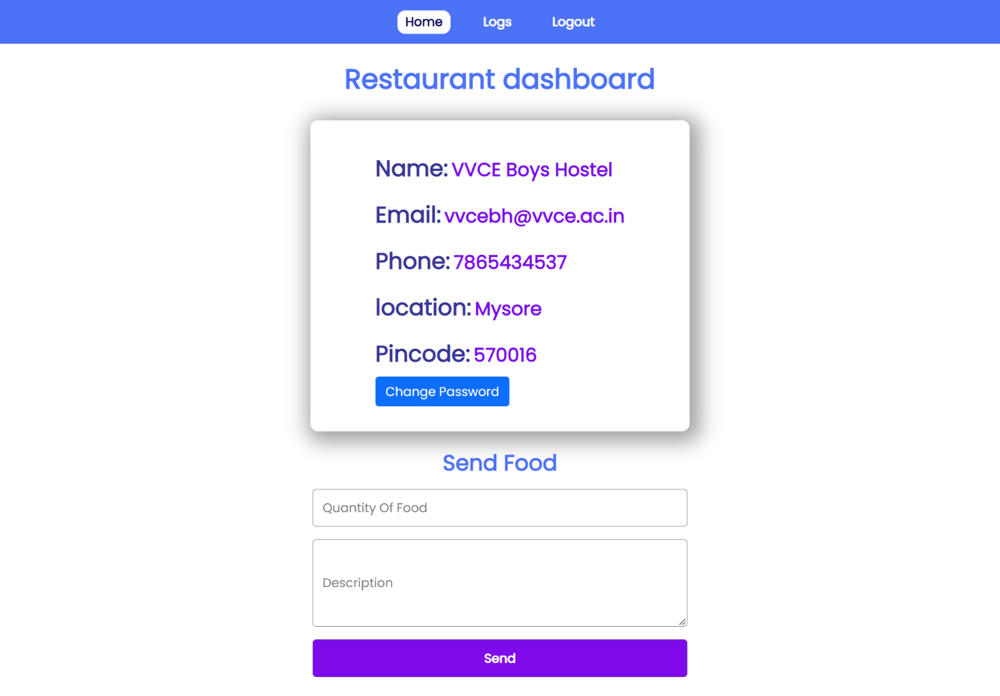 Home Logs Logout
Restaurant dashboard
Name: VVCE Boys Hostel
Email: vvcebh@vvce.ac.in
Phone: 7865434537
location: Mysore
Pincode: 570016
Change Password
Send Food
Quantity Of Food
Description
Send